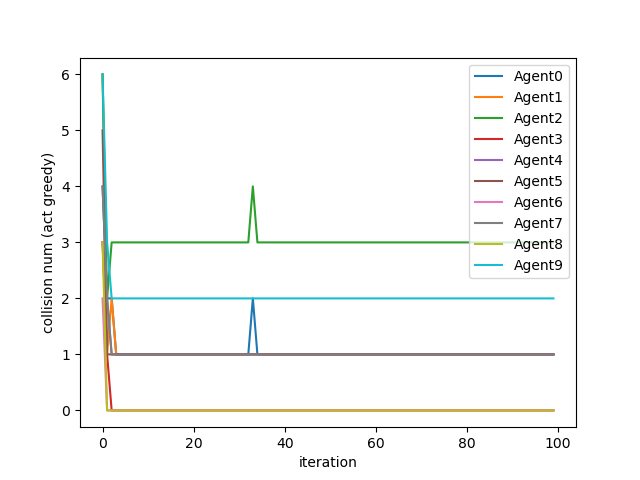 collision num (act greedy)
6
5
4
3
2
1
0
0 20 40 60 80 100
iteration
Agent0
Agent1
Agent2
Agent3
Agent4
Agent5
Agent6
Agent7
Agent8
Agent9